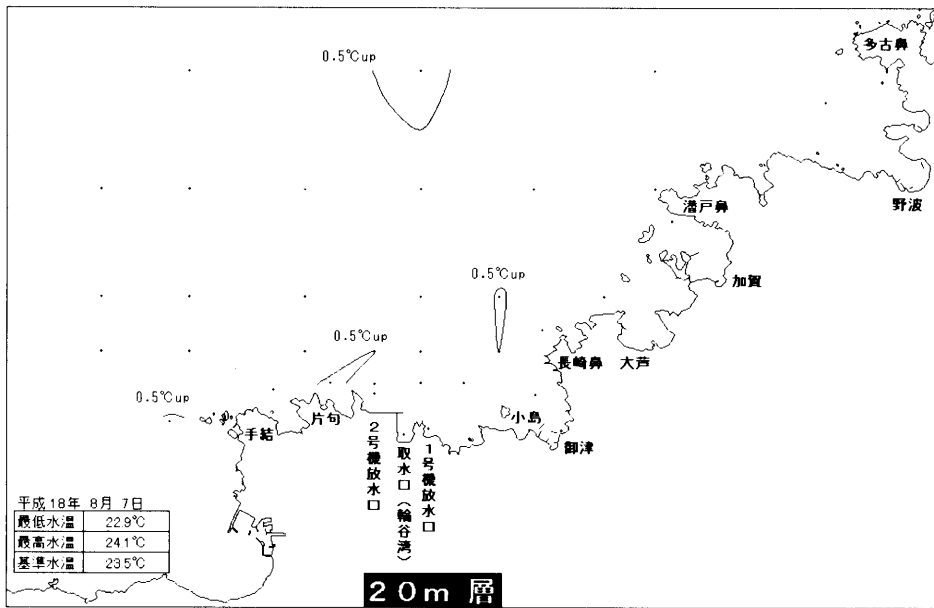 多古鼻
0.5℃up
野波
潜戸鼻
加賀
0.5℃up
0.5℃up
長崎鼻
大芦
0.5℃up
小島
片句
手結
御津
2号機放水口
取水口（輪谷湾）
1号機放水口
平成18年 8月 7日
最低水温 22.9℃
最高水温 24.1℃
基準水温 23.5℃
20m 層